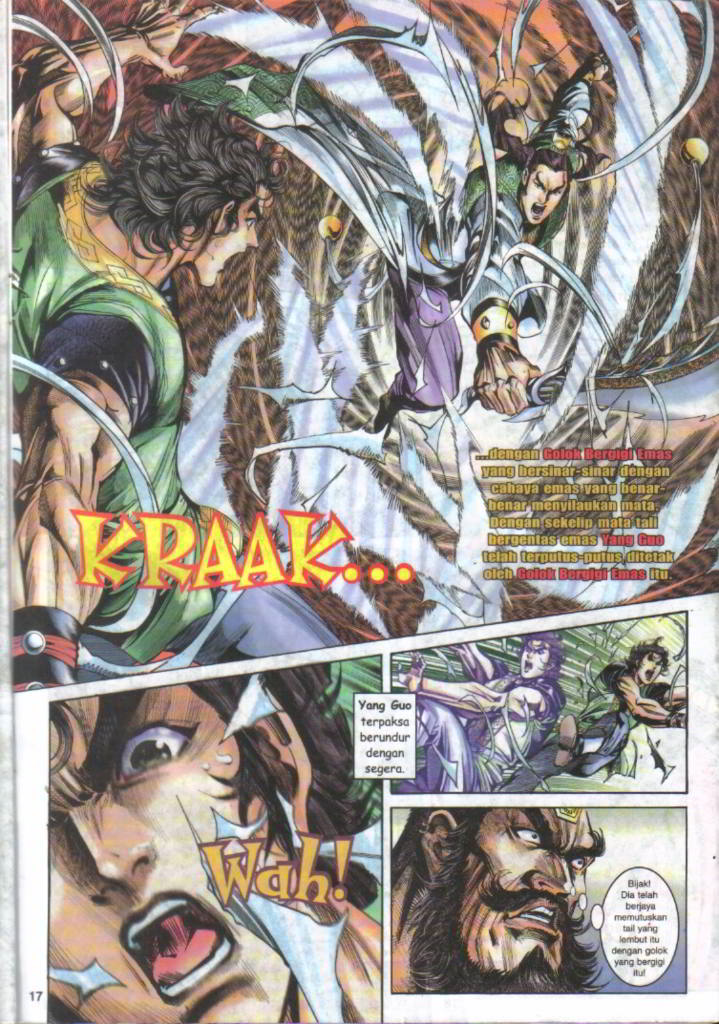 ...dengan Golok Bergigi Emas
yang bersinar-sinar dengan
cahaya emas yang benar-
benar menyilaukan mata.
Dengan sekelip mata tali
bergentas emas Yang Guo
telah terputus-putus ditetak
oleh Golok Bergigi Emas itu.
KRAAK...
Yang Guo
terpaksa
berundur
dengan
segera.
Wah!
Bijak!
Dia telah
berjaya
memutuskan
tail yang
lembut itu
dengan golok
yang bergigi
itu!
17